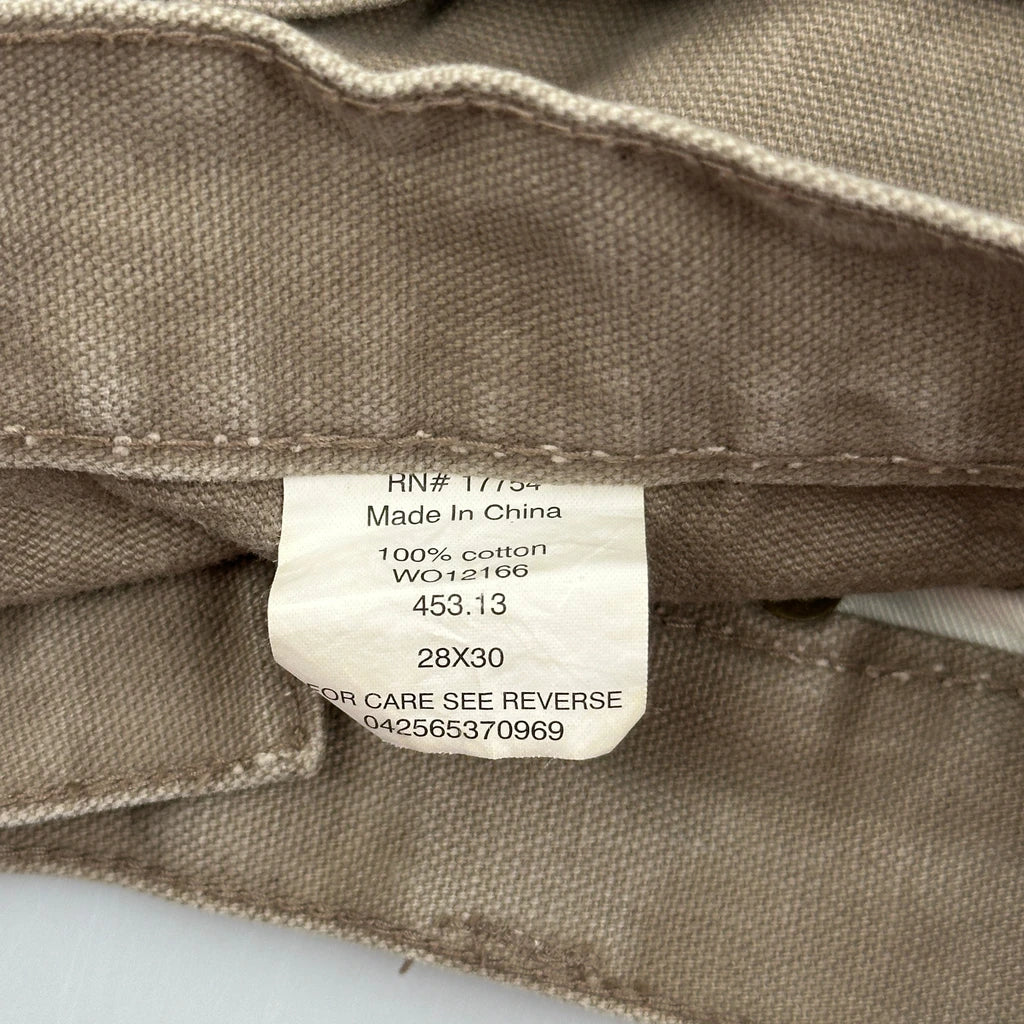 RN# 17754
Made In China
100% cotton
WO12166
453.13
28X30
FOR CARE SEE REVERSE
042565370969